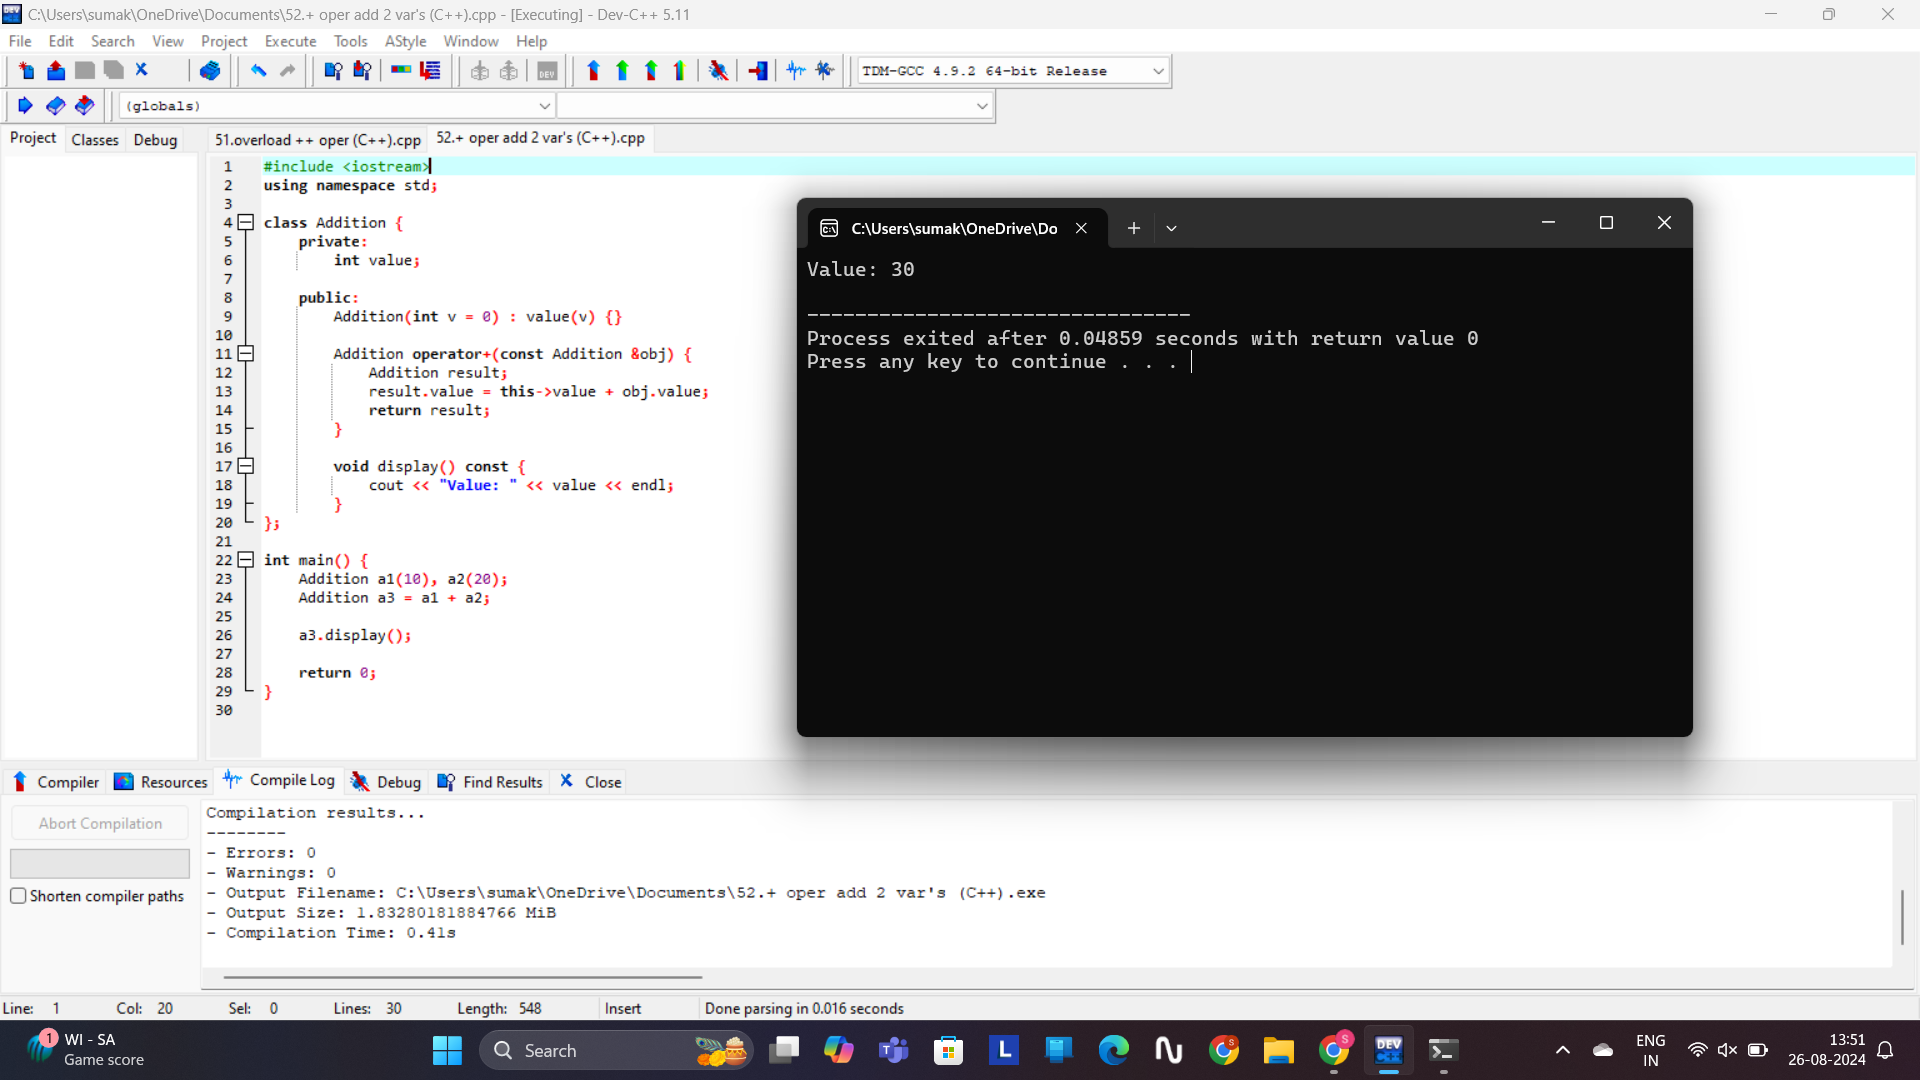 C:\Users\sumak\OneDrive\Documents\52.+ oper add 2 var's (C++).cpp - [Executing] - Dev-C++ 5.11
File Edit Search View Project Execute Tools AStyle Window Help
TDM-GCC 4.9.2 64-bit Release
(globals)
Project Classes Debug
51.overload ++ oper (C++).cpp 52.+ oper add 2 var's (C++).cpp
1 #include <iostream>
2 using namespace std;
3
4 class Addition {
5 private:
6 int value;
7
8 public:
9 Addition(int v = 0) : value(v) {}
10
11 Addition operator+(const Addition &obj) {
12 Addition result;
13 result.value = this->value + obj.value;
14 return result;
15 }
16
17 void display() const {
18 cout << "Value: " << value << endl;
19 }
20 };
21
22 int main() {
23 Addition a1(10), a2(20);
24 Addition a3 = a1 + a2;
25
26 a3.display();
27
28 return 0;
29 }
30
C:\Users\sumak\OneDrive\Do
Value: 30
--------------------------------
Process exited after 0.04859 seconds with return value 0
Press any key to continue . . .
Compiler Resources Compile Log Debug Find Results Close
Abort Compilation
Shorten compiler paths
Compilation results...
--------
- Errors: 0
- Warnings: 0
- Output Filename: C:\Users\sumak\OneDrive\Documents\52.+ oper add 2 var's (C++).exe
- Output Size: 1.83280181884766 MiB
- Compilation Time: 0.41s
Line: 1 Col: 20 Sel: 0 Lines: 30 Length: 548 Insert Done parsing in 0.016 seconds
1
WI - SA
Game score
Search
L
S
S
DEV
C++
ENG
IN
13:51
26-08-2024